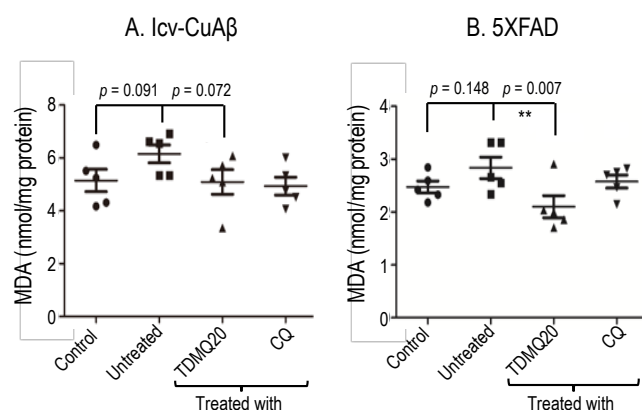 A. Icv-CuAβ
p = 0.091
p = 0.072
MDA (nmol/mg protein)
8
6
4
2
0
Control
Untreated
TDMQ20
CQ
Treated with
B. 5XFAD
p = 0.148
p = 0.007
**
MDA (nmol/mg protein)
4
3
2
1
0
Control
Untreated
TDMQ20
CQ
Treated with